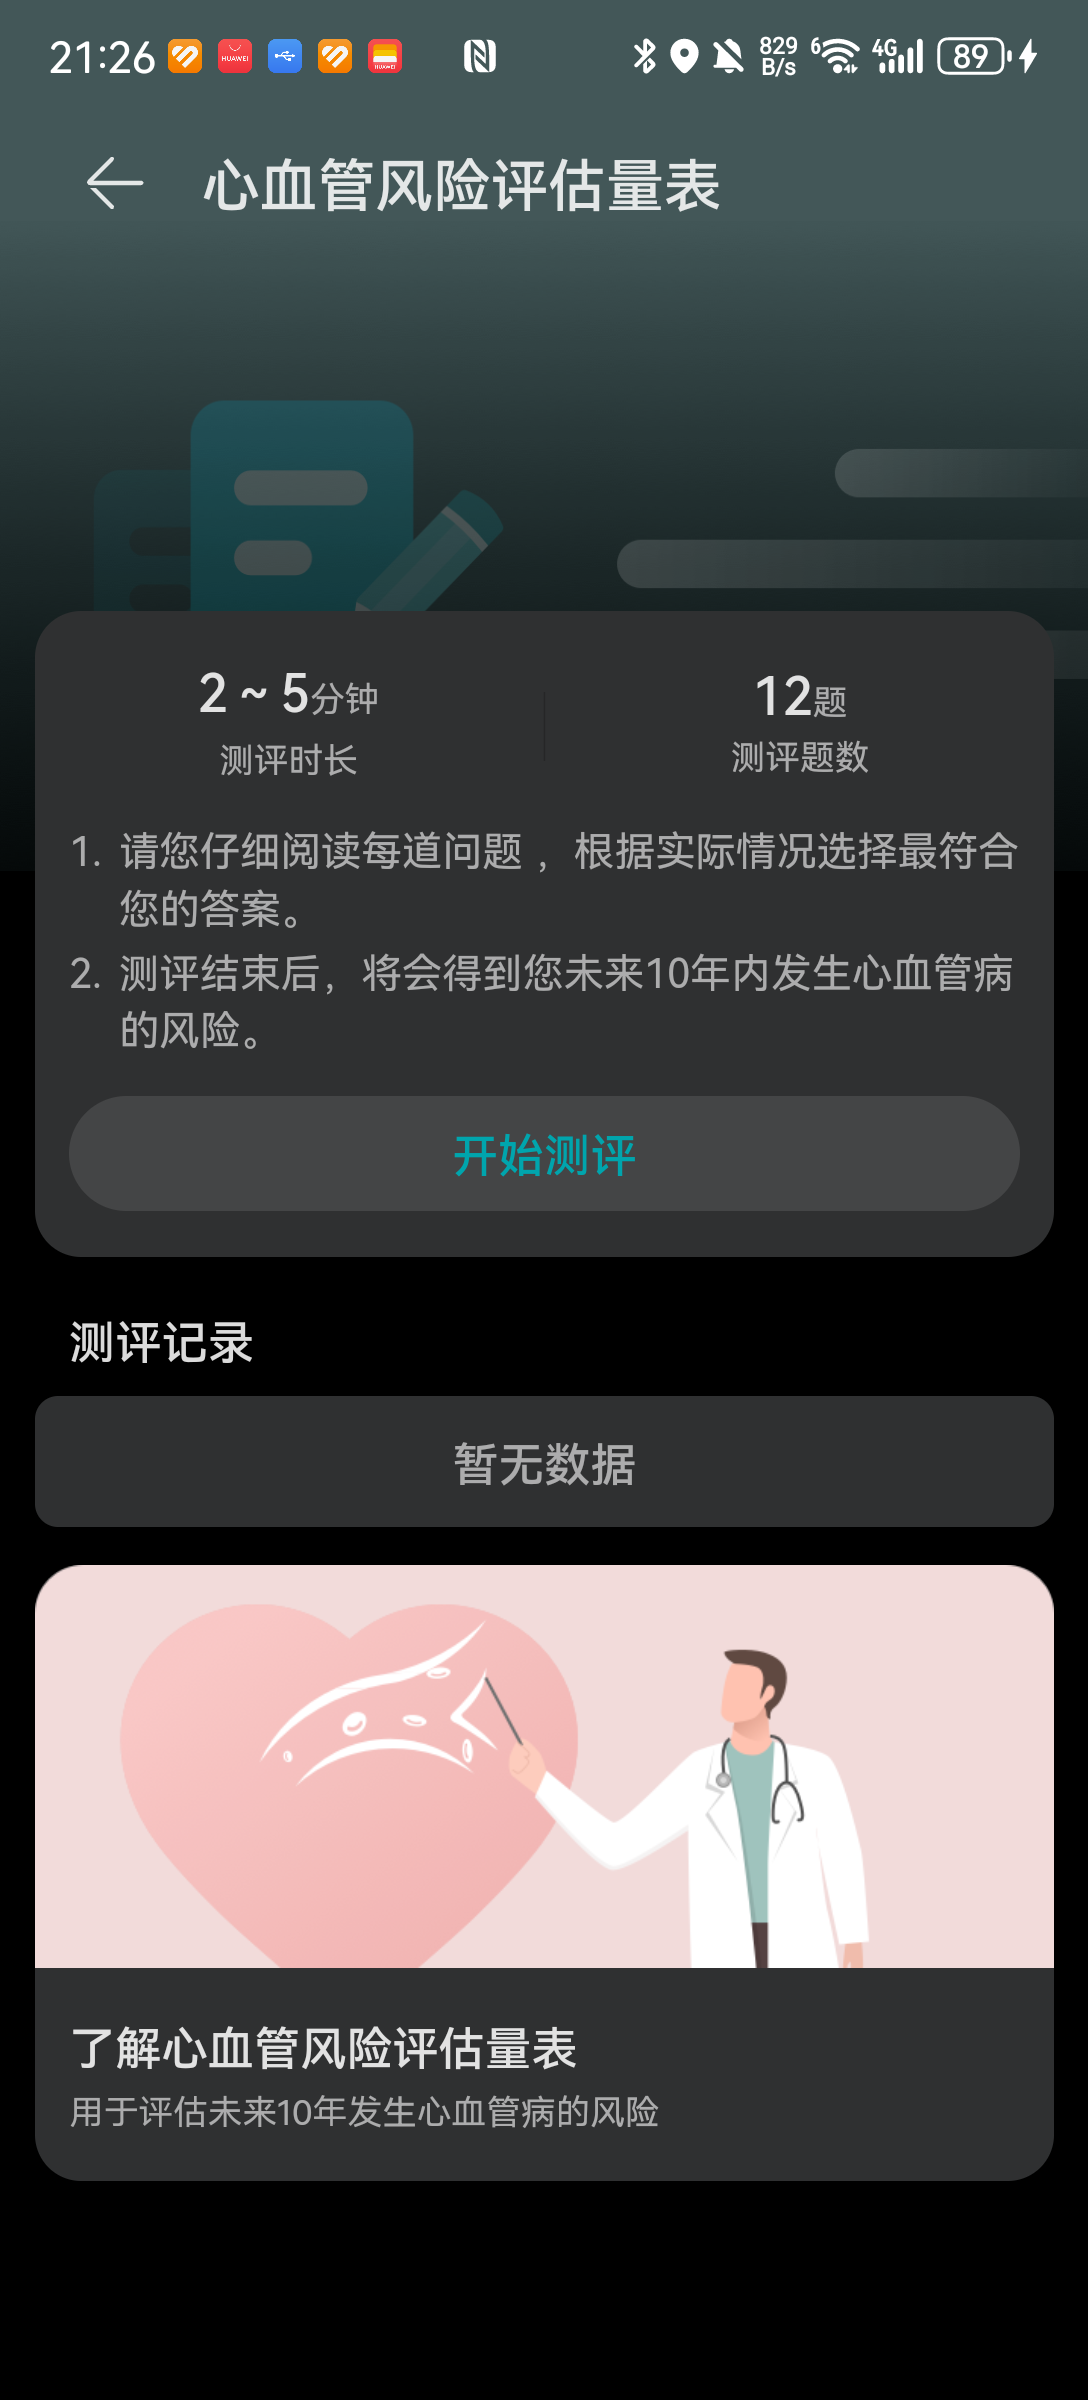 21:26
HUAWEI
HUAWEI
829 B/s
6
4G
89
心血管风险评估量表
2 ~ 5分钟
12题
测评时长
测评题数
1. 请您仔细阅读每道问题，根据实际情况选择最符合
您的答案。
2. 测评结束后，将会得到您未来10年内发生心血管病
的风险。
开始测评
测评记录
暂无数据
了解心血管风险评估量表
用于评估未来10年发生心血管病的风险